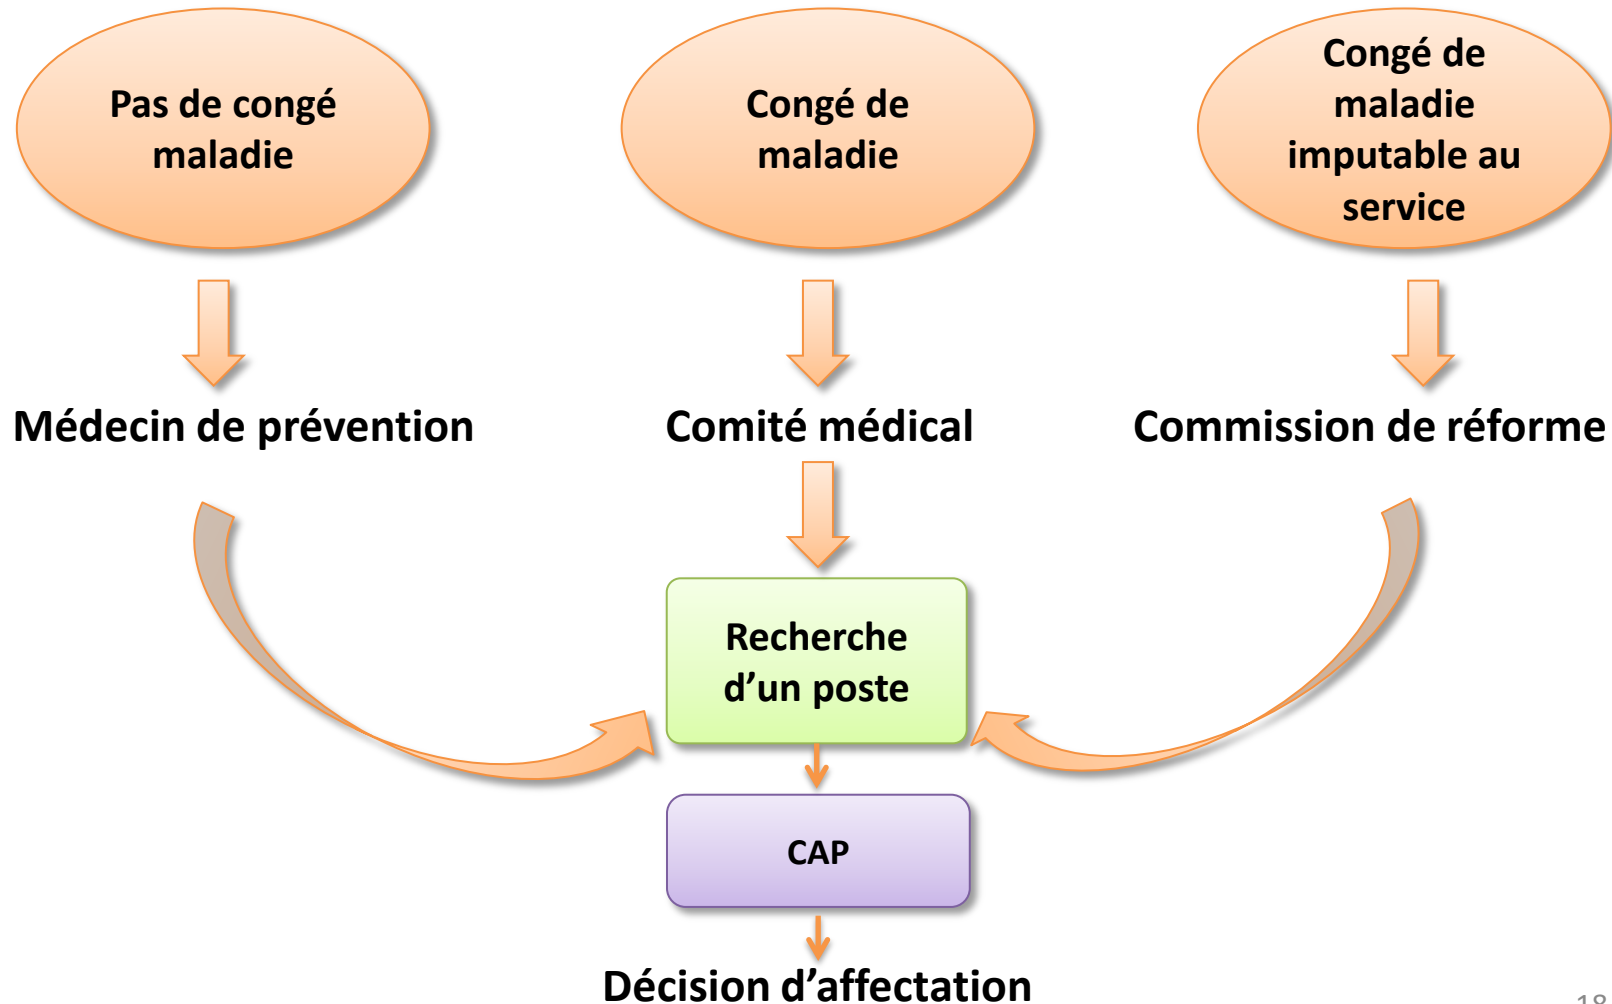 Pas de congé
maladie
Congé de
maladie
Congé de
maladie
imputable au
service
Médecin de prévention
Comité médical
Commission de réforme
Recherche
d’un poste
CAP
Décision d’affectation
18